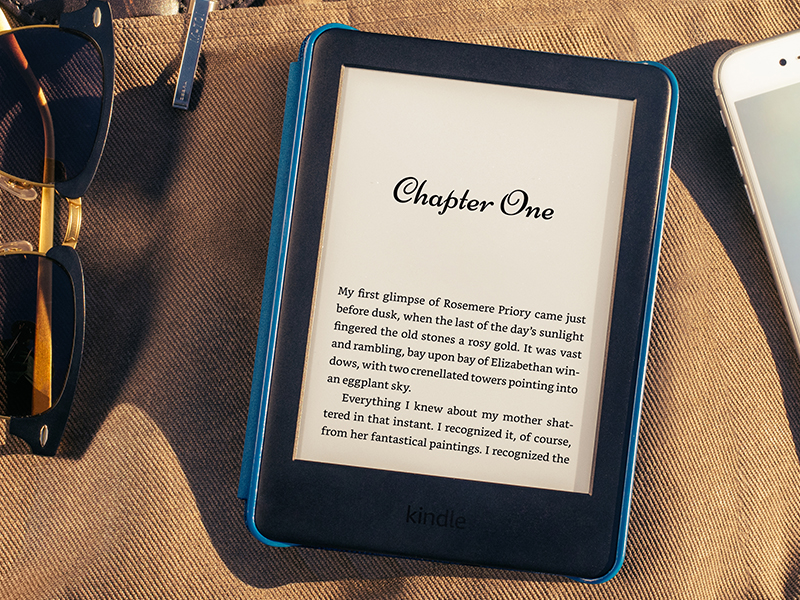 Chapter One
My first glimpse of Rosemere Priory came just
before dusk, when the last of the day's sunlight
fingered the old stones a rosy gold. It was vast
and rambling, bay upon bay of Elizabethan win-
dows, with two crenellated towers pointing into
an eggplant sky.
Everything I knew about my mother shat-
tered in that instant. I recognized it, of course,
from her fantastical paintings. I recognized the
kindle